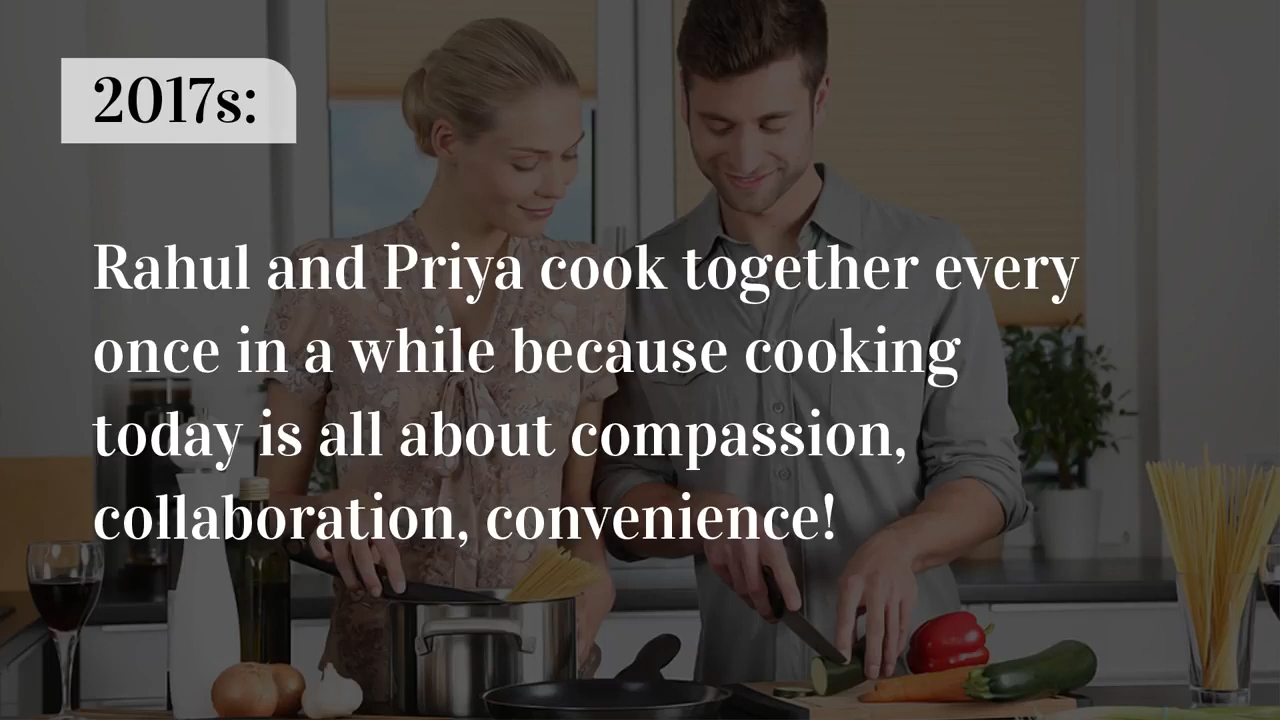 2017s:
Rahul and Priya cook together every
once in a while because cooking
today is all about compassion,
collaboration, convenience!